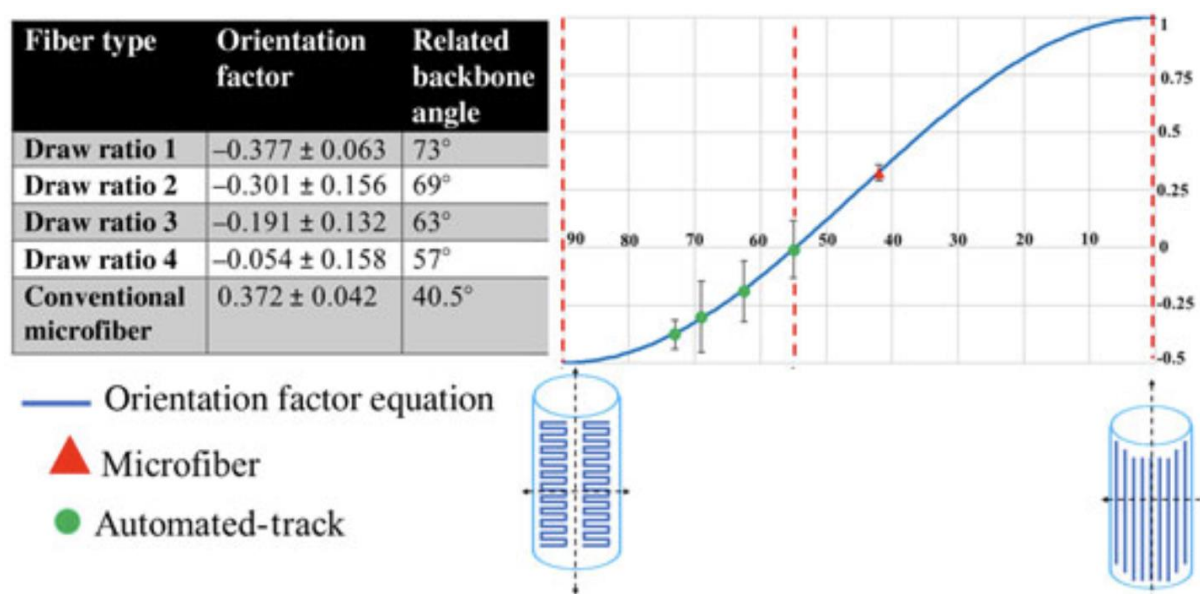 Fiber type Orientation factor Related backbone angle
Draw ratio 1 –0.377 ± 0.063 73°
Draw ratio 2 –0.301 ± 0.156 69°
Draw ratio 3 –0.191 ± 0.132 63°
Draw ratio 4 –0.054 ± 0.158 57°
Conventional microfiber 0.372 ± 0.042 40.5°
1
0.75
0.5
0.25
90 80 70 60 50 40 30 20 10 0
-0.25
-0.5
Orientation factor equation
Microfiber
Automated-track